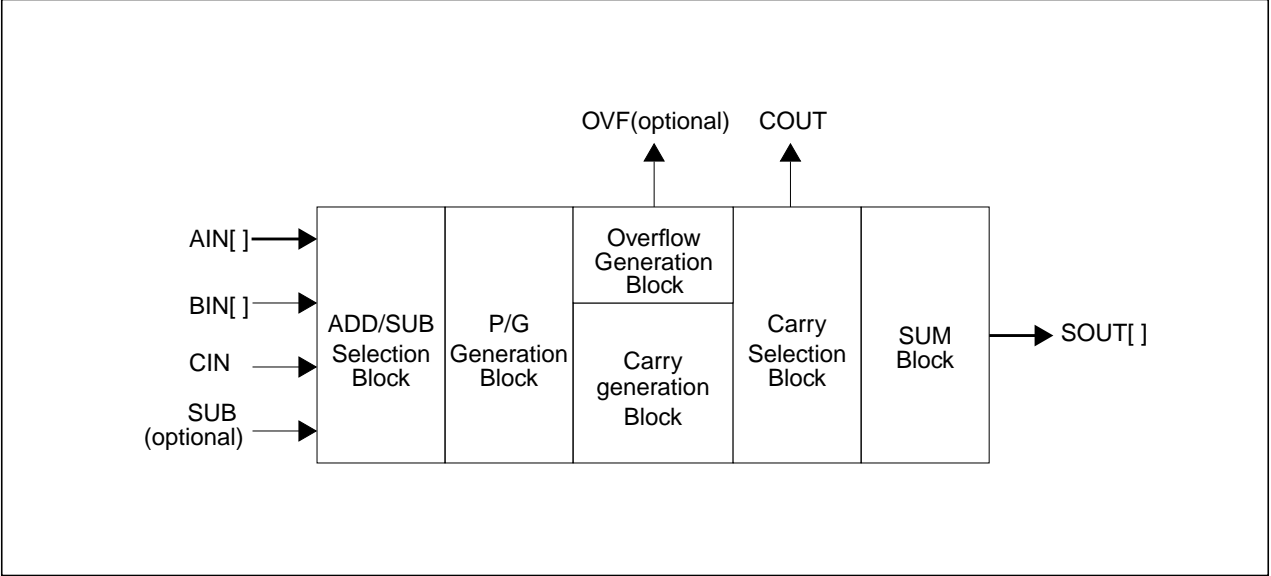 OVF(optional)
COUT
AIN[ ]
BIN[ ]
CIN
SUB
(optional)
ADD/SUB
Selection
Block
P/G
Generation
Block
Overflow
Generation
Block
Carry
generation
Block
Carry
Selection
Block
SUM
Block
SOUT[ ]